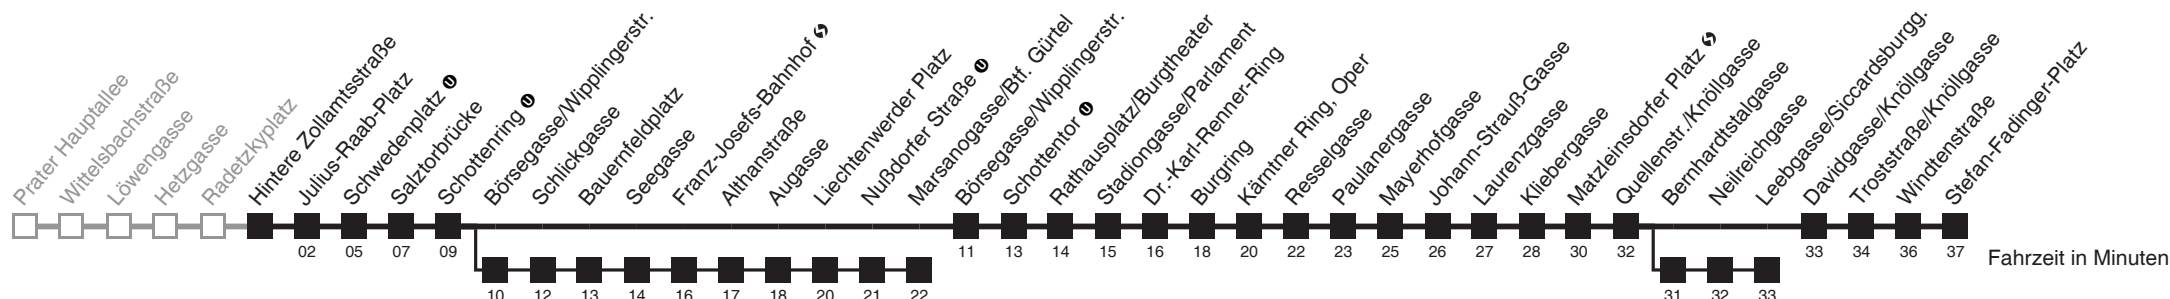 Prater Hauptallee
Wittelsbachstraße
Löwengasse
Hetzgasse
Radetzkyplatz
Hintere Zollamtsstraße
Julius-Raab-Platz
Schwedenplatz U
Salztorbrücke
Schottenring U
Börsegasse/Wipplingerstr.
Schlickgasse
Bauernfeldplatz
Seegasse
Franz-Josefs-Bahnhof S
Althanstraße
Augasse
Liechtenwerder Platz
Nußdorfer Straße U
Marsanogasse/Btf. Gürtel
Börsegasse/Wipplingerstr.
Schottentor U
Rathausplatz/Burgtheater
Stadiongasse/Parlament
Dr.-Karl-Renner-Ring
Burgring
Kärntner Ring, Oper
Resselgasse
Paulanergasse
Mayerhofgasse
Johann-Strauß-Gasse
Laurenzgasse
Kliebergasse
Matzleinsdorfer Platz S
Quellenstr./Knöllgasse
Bernhardtstalgasse
Neilreichgasse
Leebgasse/Siccardsburgg.
Davidgasse/Knöllgasse
Troststraße/Knöllgasse
Windtenstraße
Stefan-Fadinger-Platz
02 05 07 09 11 13 14 15 16 18 20 22 23 25 26 27 28 30 32 33 34 36 37
Fahrzeit in Minuten
10 12 13 14 16 17 18 20 21 22 31 32 33